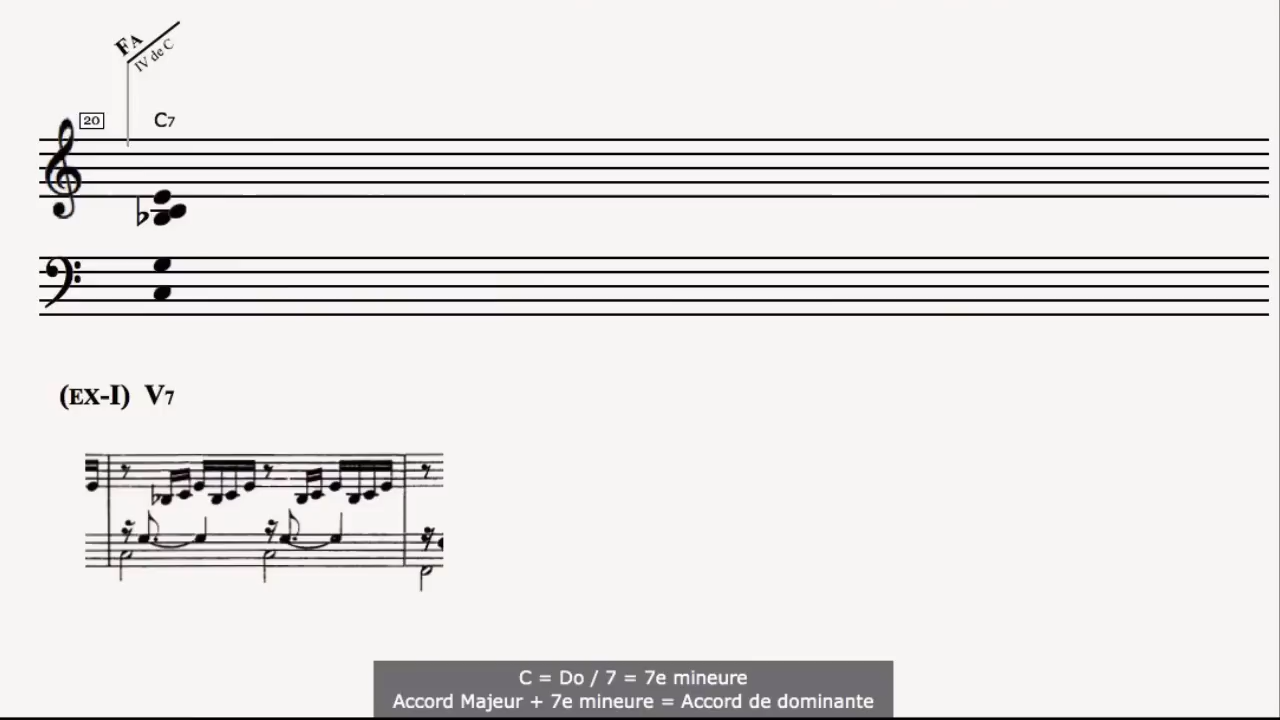 FA
IV de C
20
C7
(EX-I) V7
C = Do / 7 = 7e mineure
Accord Majeur + 7e mineure = Accord de dominante